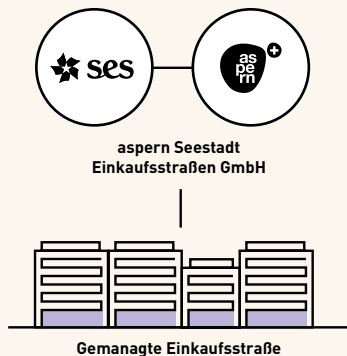 ses
as
pe
rn
aspern Seestadt
Einkaufsstraßen GmbH
Gemanagte Einkaufsstraße